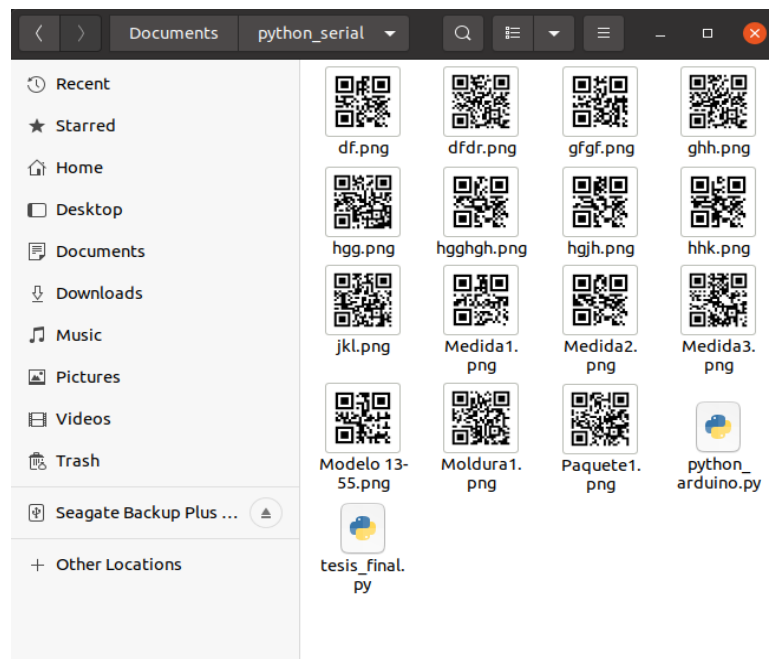 Documents
python_serial
Recent
Starred
Home
Desktop
Documents
Downloads
Music
Pictures
Videos
Trash
Seagate Backup Plus ...
Other Locations
df.png
dfdr.png
gfgf.png
ghh.png
hgg.png
hgghgh.png
hgjh.png
hhk.png
jkl.png
Medida1.
png
Medida2.
png
Medida3.
png
Modelo 13-
55.png
Moldura1.
png
Paquete1.
png
python_
arduino.py
tesis_final.
py